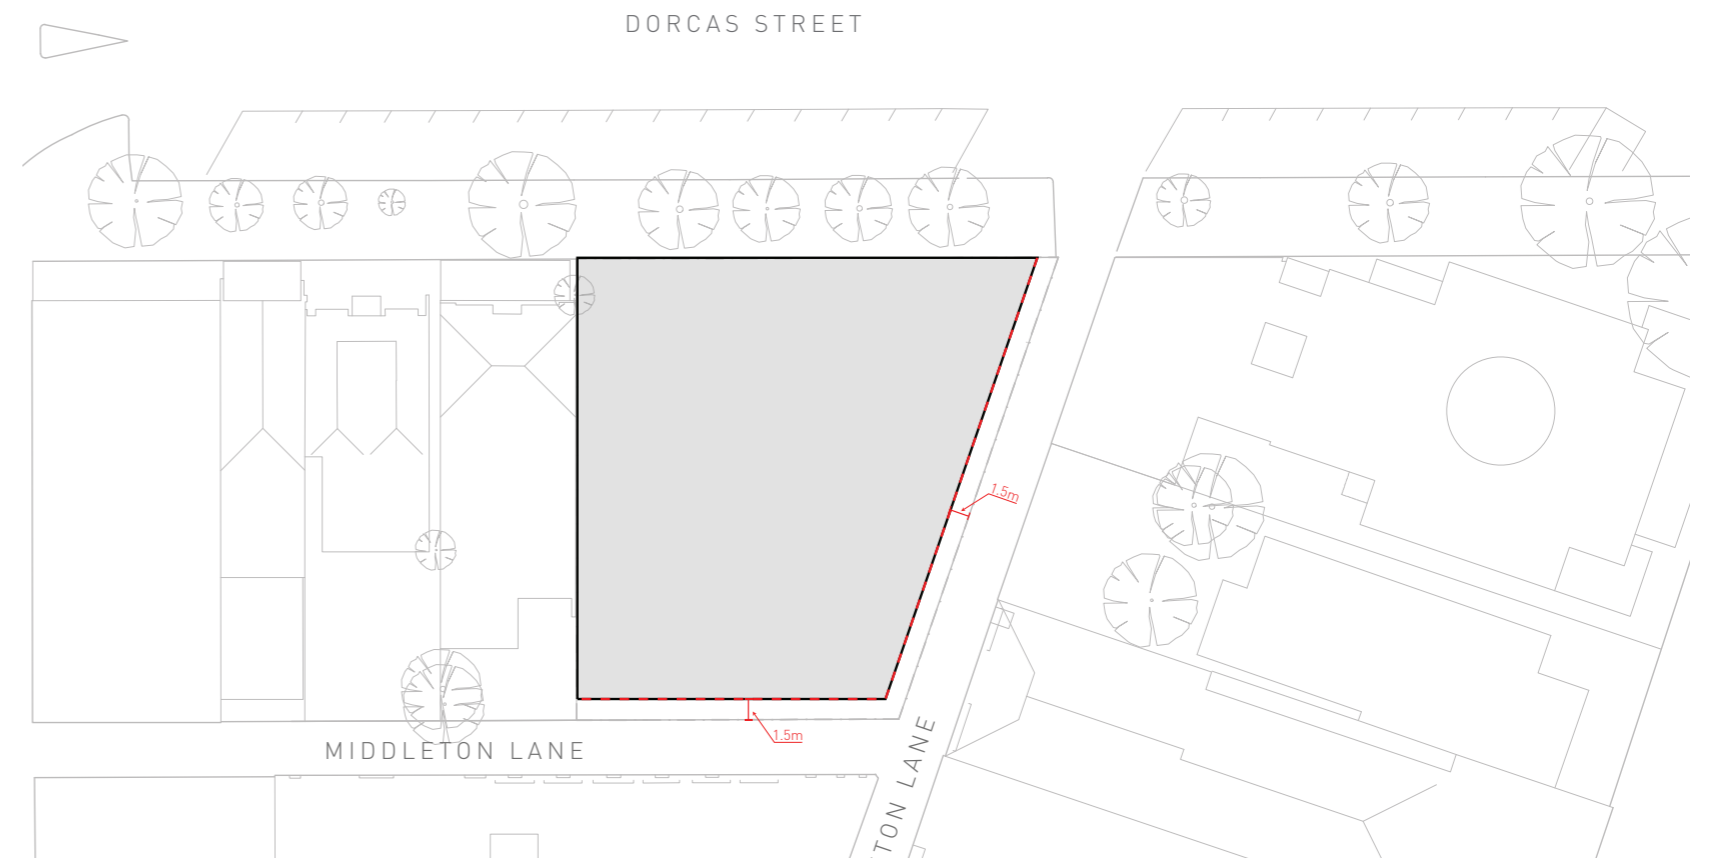 DORCAS STREET
1.5m
1.5m
MIDDLETON LANE
TON LANE